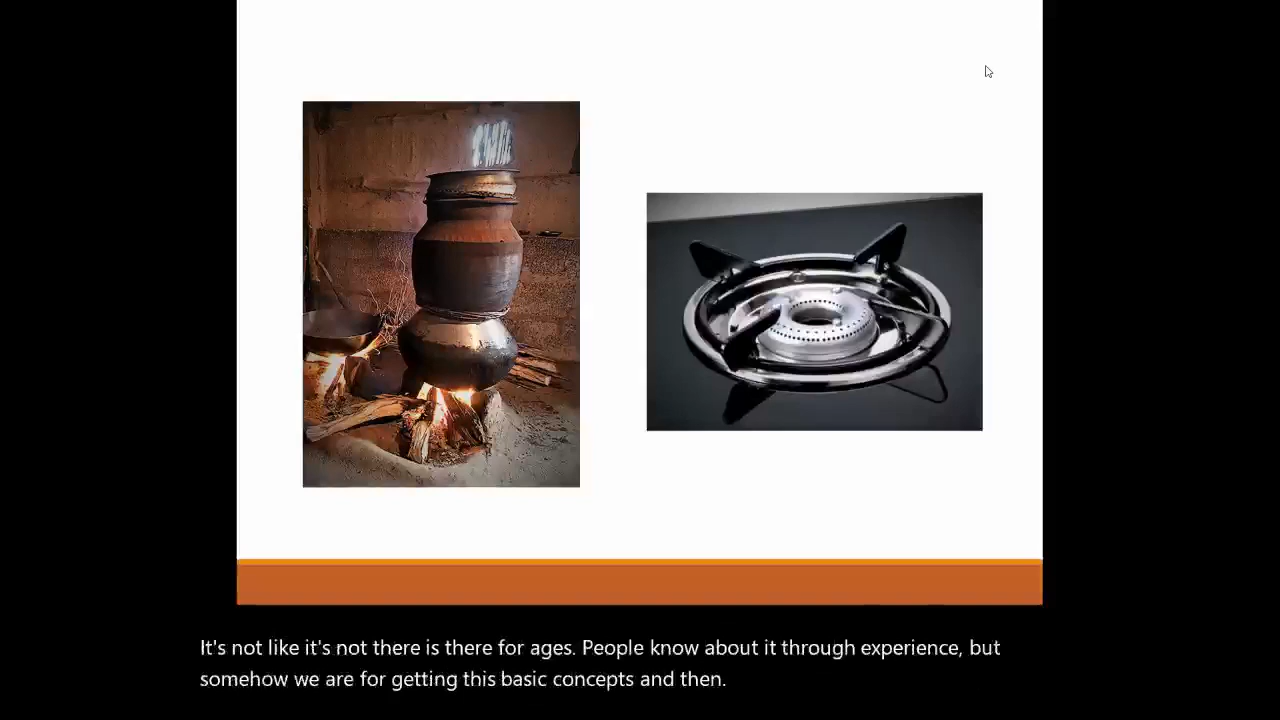 It's not like it's not there is there for ages. People know about it through experience, but
somehow we are for getting this basic concepts and then.